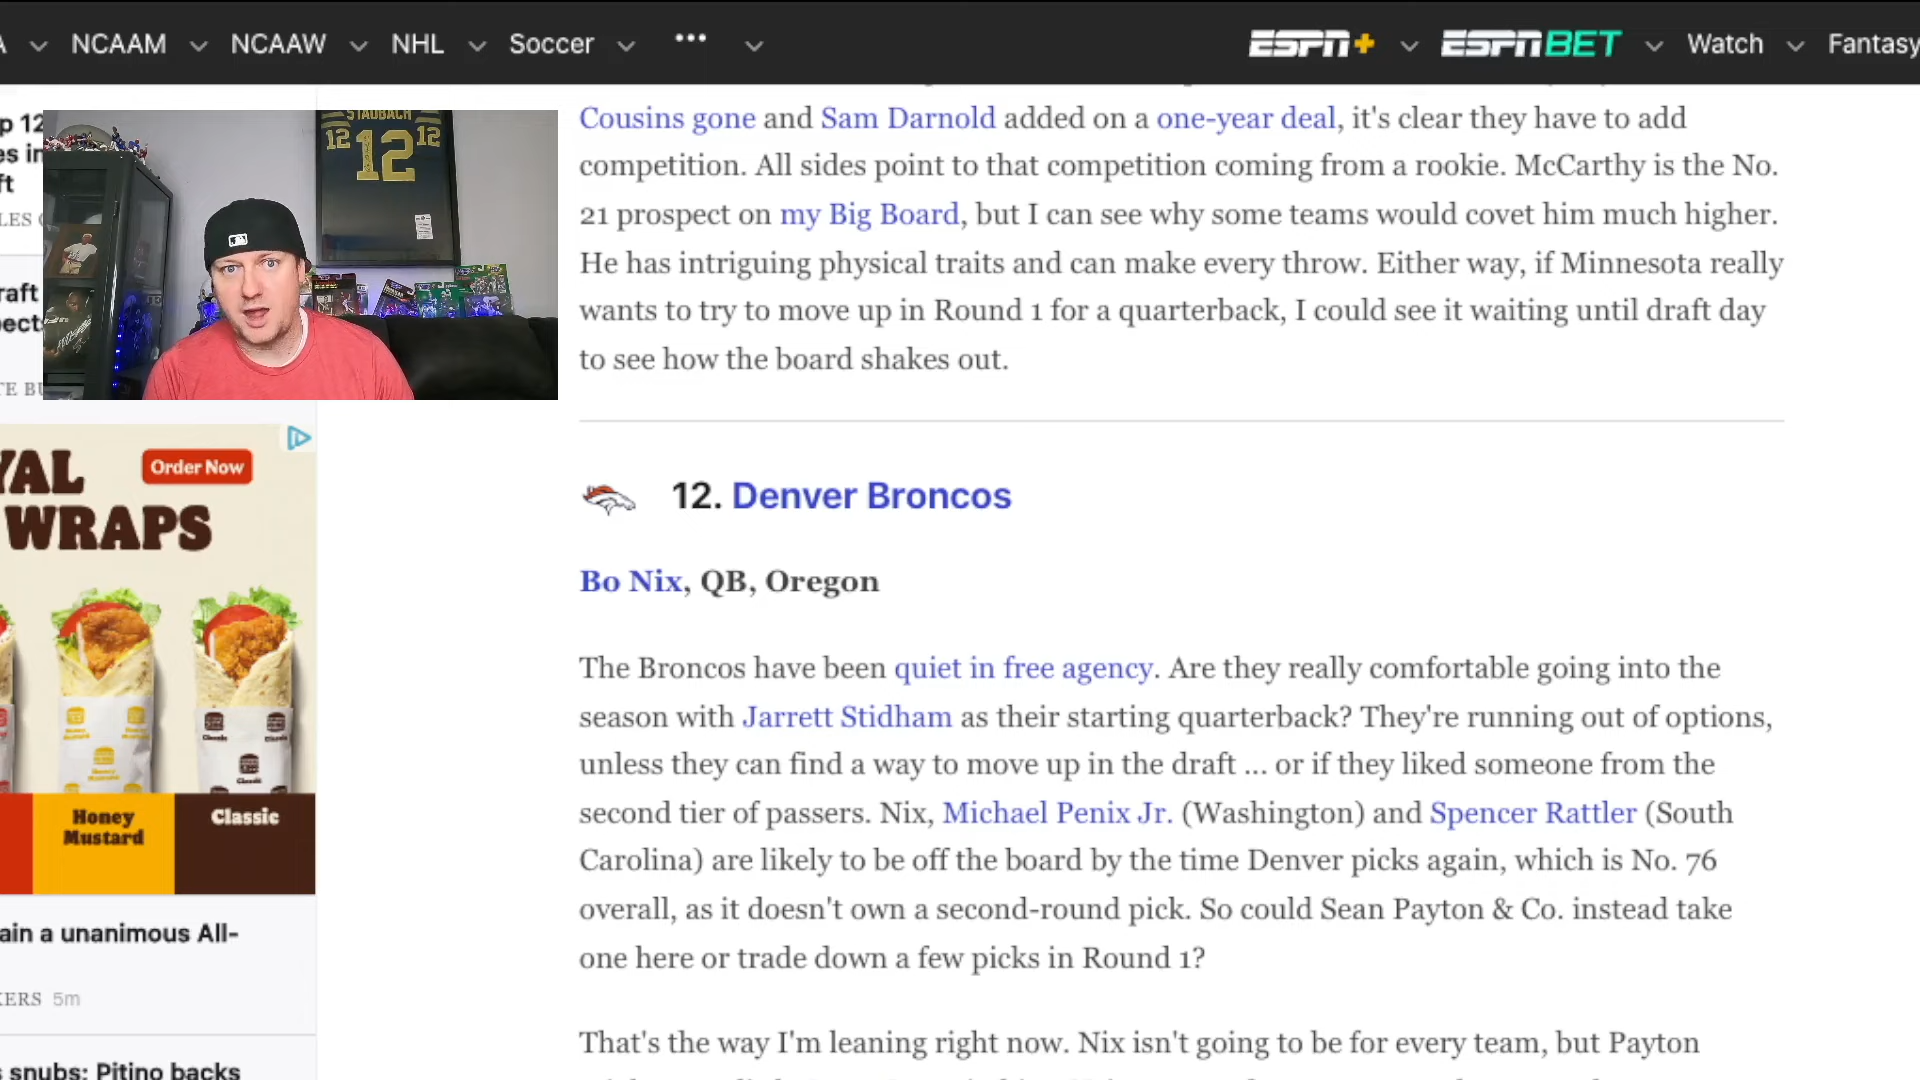 NCAAM NCAAW NHL Soccer ••• ESPN+ ESPN BET Watch Fantasy
p 12
es in
ft
LES
raft
ects
TE BU
STAUBACH
12 12 12
Cousins gone and Sam Darnold added on a one-year deal, it's clear they have to add
competition. All sides point to that competition coming from a rookie. McCarthy is the No.
21 prospect on my Big Board, but I can see why some teams would covet him much higher.
He has intriguing physical traits and can make every throw. Either way, if Minnesota really
wants to try to move up in Round 1 for a quarterback, I could see it waiting until draft day
to see how the board shakes out.
YAL
WRAPS
Order Now
Honey
Mustard
Classic
ain a unanimous All-
KERS 5m
s snubs: Pitino backs
12. Denver Broncos
Bo Nix, QB, Oregon
The Broncos have been quiet in free agency. Are they really comfortable going into the
season with Jarrett Stidham as their starting quarterback? They're running out of options,
unless they can find a way to move up in the draft ... or if they liked someone from the
second tier of passers. Nix, Michael Penix Jr. (Washington) and Spencer Rattler (South
Carolina) are likely to be off the board by the time Denver picks again, which is No. 76
overall, as it doesn't own a second-round pick. So could Sean Payton & Co. instead take
one here or trade down a few picks in Round 1?
That's the way I'm leaning right now. Nix isn't going to be for every team, but Payton